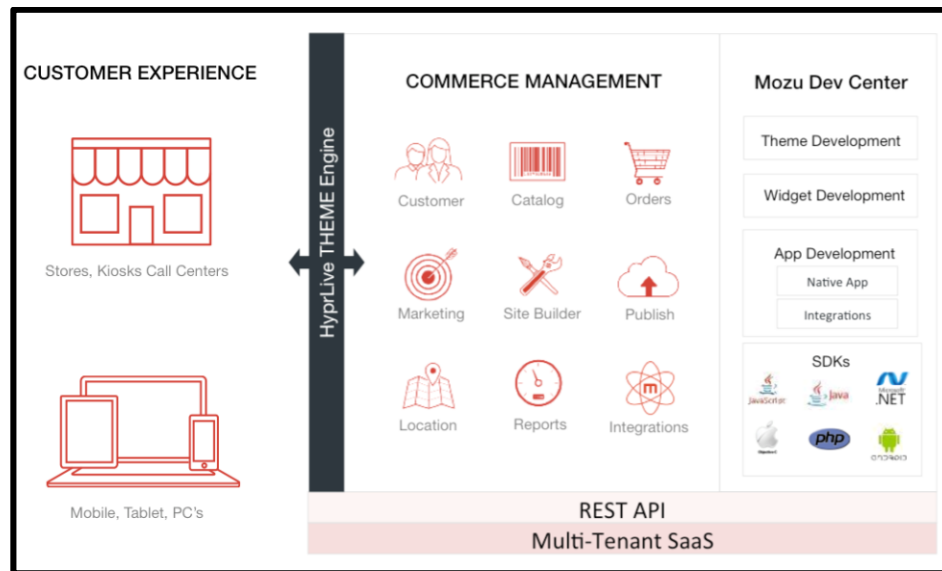 CUSTOMER EXPERIENCE
Stores, Kiosks Call Centers
Mobile, Tablet, PC's
HyprLive THEME Engine
COMMERCE MANAGEMENT
Customer
Catalog
Orders
Marketing
Site Builder
Publish
Location
Reports
m
Integrations
Mozu Dev Center
Theme Development
Widget Development
App Development
Native App
Integrations
SDKs
JavaScript
Java
Microsoft
.NET
php
android
REST API
Multi-Tenant SaaS